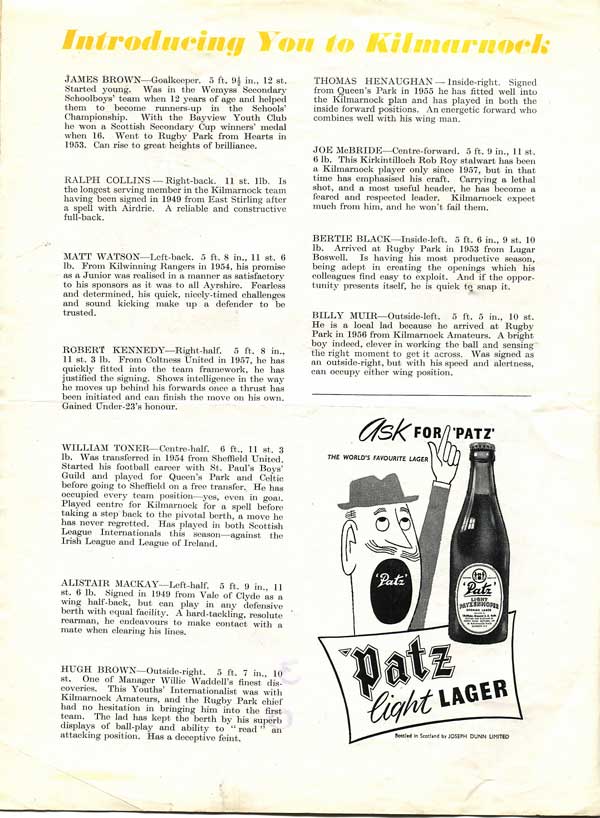 Introducing You to Kilmarnock
JAMES BROWN—Goalkeeper. 5 ft. 9½ in., 12 st.
Started young. Was in the Wemyss Secondary
Schoolboys' team when 12 years of age and helped
them to become runners-up in the Schools'
Championship. With the Bayview Youth Club
he won a Scottish Secondary Cup winners' medal
when 16. Went to Rugby Park from Hearts in
1953. Can rise to great heights of brilliance.
RALPH COLLINS—Right-back. 11 st. 1lb. Is
the longest serving member in the Kilmarnock team
having been signed in 1949 from East Stirling after
a spell with Airdrie. A reliable and constructive
full-back.
MATT WATSON—Left-back. 5 ft. 8 in., 11 st. 6
lb. From Kilwinning Rangers in 1954, his promise
as a Junior was realised in a manner as satisfactory
to his sponsors as it was to all Ayrshire. Fearless
and determined, his quick, nicely-timed challenges
and sound kicking make up a defender to be
trusted.
ROBERT KENNEDY—Right-half. 5 ft. 8 in.,
11 st. 3 lb. From Coltness United in 1957, he has
quickly fitted into the team framework, he has
justified the signing. Shows intelligence in the way
he moves up behind his forwards once a thrust has
been initiated and can finish the move on his own.
Gained Under-23's honour.
WILLIAM TONER—Centre-half. 6 ft., 11 st. 3
lb. Was transferred in 1954 from Sheffield United.
Started his football career with St. Paul's Boys'
Guild and played for Queen's Park and Celtic
before going to Sheffield on a free transfer. He has
occupied every team position—yes, even in goal.
Played centre for Kilmarnock for a spell before
taking a step back to the pivotal berth, a move he
has never regretted. Has played in both Scottish
League Internationals this season—against the
Irish League and League of Ireland.
ALISTAIR MACKAY—Left-half. 5 ft. 9 in., 11
st. 6 lb. Signed in 1949 from Vale of Clyde as a
wing half-back, but can play in any defensive
berth with equal facility. A hard-tackling, resolute
rearman, he endeavours to make contact with a
mate when clearing his lines.
HUGH BROWN—Outside-right. 5 ft. 7 in., 10
st. One of Manager Willie Waddell's finest dis-
coveries. This Youths' Internationalist was with
Kilmarnock Amateurs, and the Rugby Park chief
had no hesitation in bringing him into the first
team. The lad has kept the berth by his superb
displays of ball-play and ability to "read" an
attacking position. Has a deceptive feint.
THOMAS HENAUGHAN—Inside-right. Signed
from Queen's Park in 1955 he has fitted well into
the Kilmarnock plan and has played in both the
inside forward positions. An energetic forward who
combines well with his wing man.
JOE McBRIDE—Centre-forward. 5 ft. 9 in., 11 st.
6 lb. This Kirkintilloch Rob Roy stalwart has been
a Kilmarnock player only since 1957, but in that
time has emphasised his craft. Carrying a lethal
shot, and a most useful header, he has become a
feared and respected leader. Kilmarnock expect
much from him, and he won't fail them.
BERTIE BLACK—Inside-left. 5 ft. 6 in., 9 st. 10
lb. Arrived at Rugby Park in 1953 from Lugar
Boswell. Is having his most productive season,
being adept in creating the openings which his
colleagues find easy to exploit. And if the oppor-
tunity presents itself, he is quick to snap it.
BILLY MUIR—Outside-left. 5 ft. 5 in., 10 st.
He is a local lad because he arrived at Rugby
Park in 1956 from Kilmarnock Amateurs. A bright
boy indeed, clever in working the ball and sensing
the right moment to get it across. Was signed as
an outside-right, but with his speed and alertness,
can occupy either wing position.
Ask FOR 'PATZ'
THE WORLD'S FAVOURITE LAGER
'Patz'
'Patz'
LIGHT
PATZENHOFER
Patz
light LAGER
Bottled in Scotland by JOSEPH DUNN LIMITED